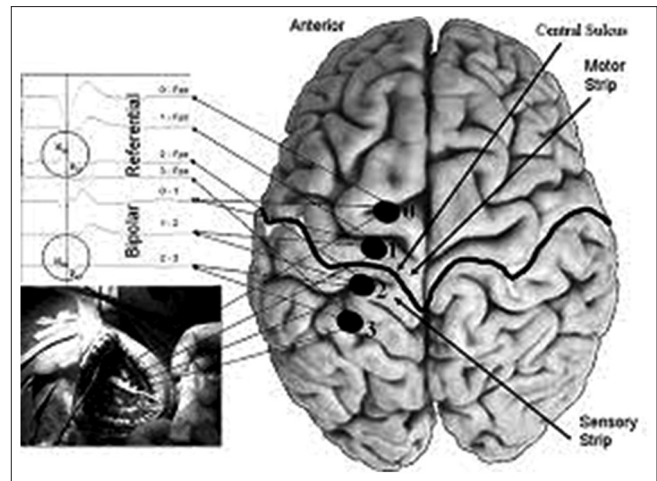 Anterior
Central Sulcus
Motor
Strip
0 - Fpz
1 - Fpz
2 - Fpz
3 - Fpz
0 - 1
1 - 2
2 - 3
Referential
Bipolar
0
1
2
3
Sensory
Strip